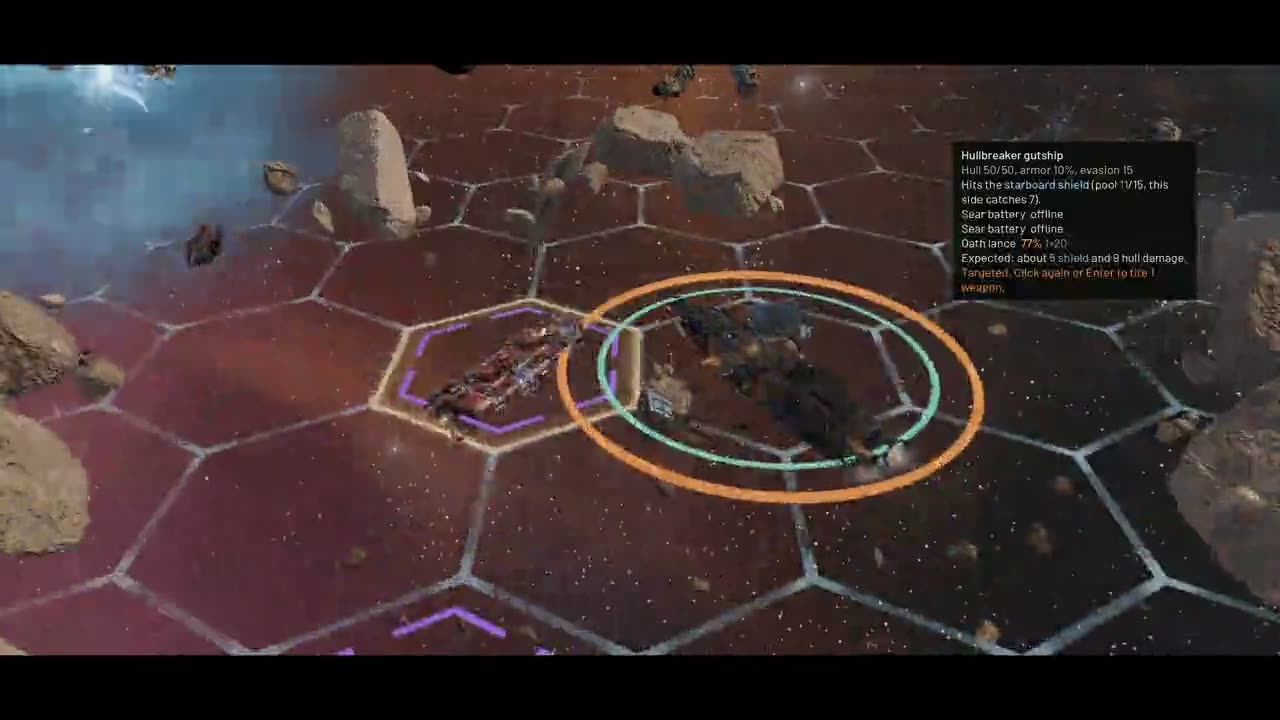 Hullbreaker gutship
Hull 50/50, armor 10%, evasion 15
Hits the starboard shield (pool 11/15, this
side catches 7).
Sear battery offline
Sear battery offline
Oath lance 77% 1×20
Expected: about 5 shield and 9 hull damage.
Targeted. Click again or Enter to fire 1
weapon.